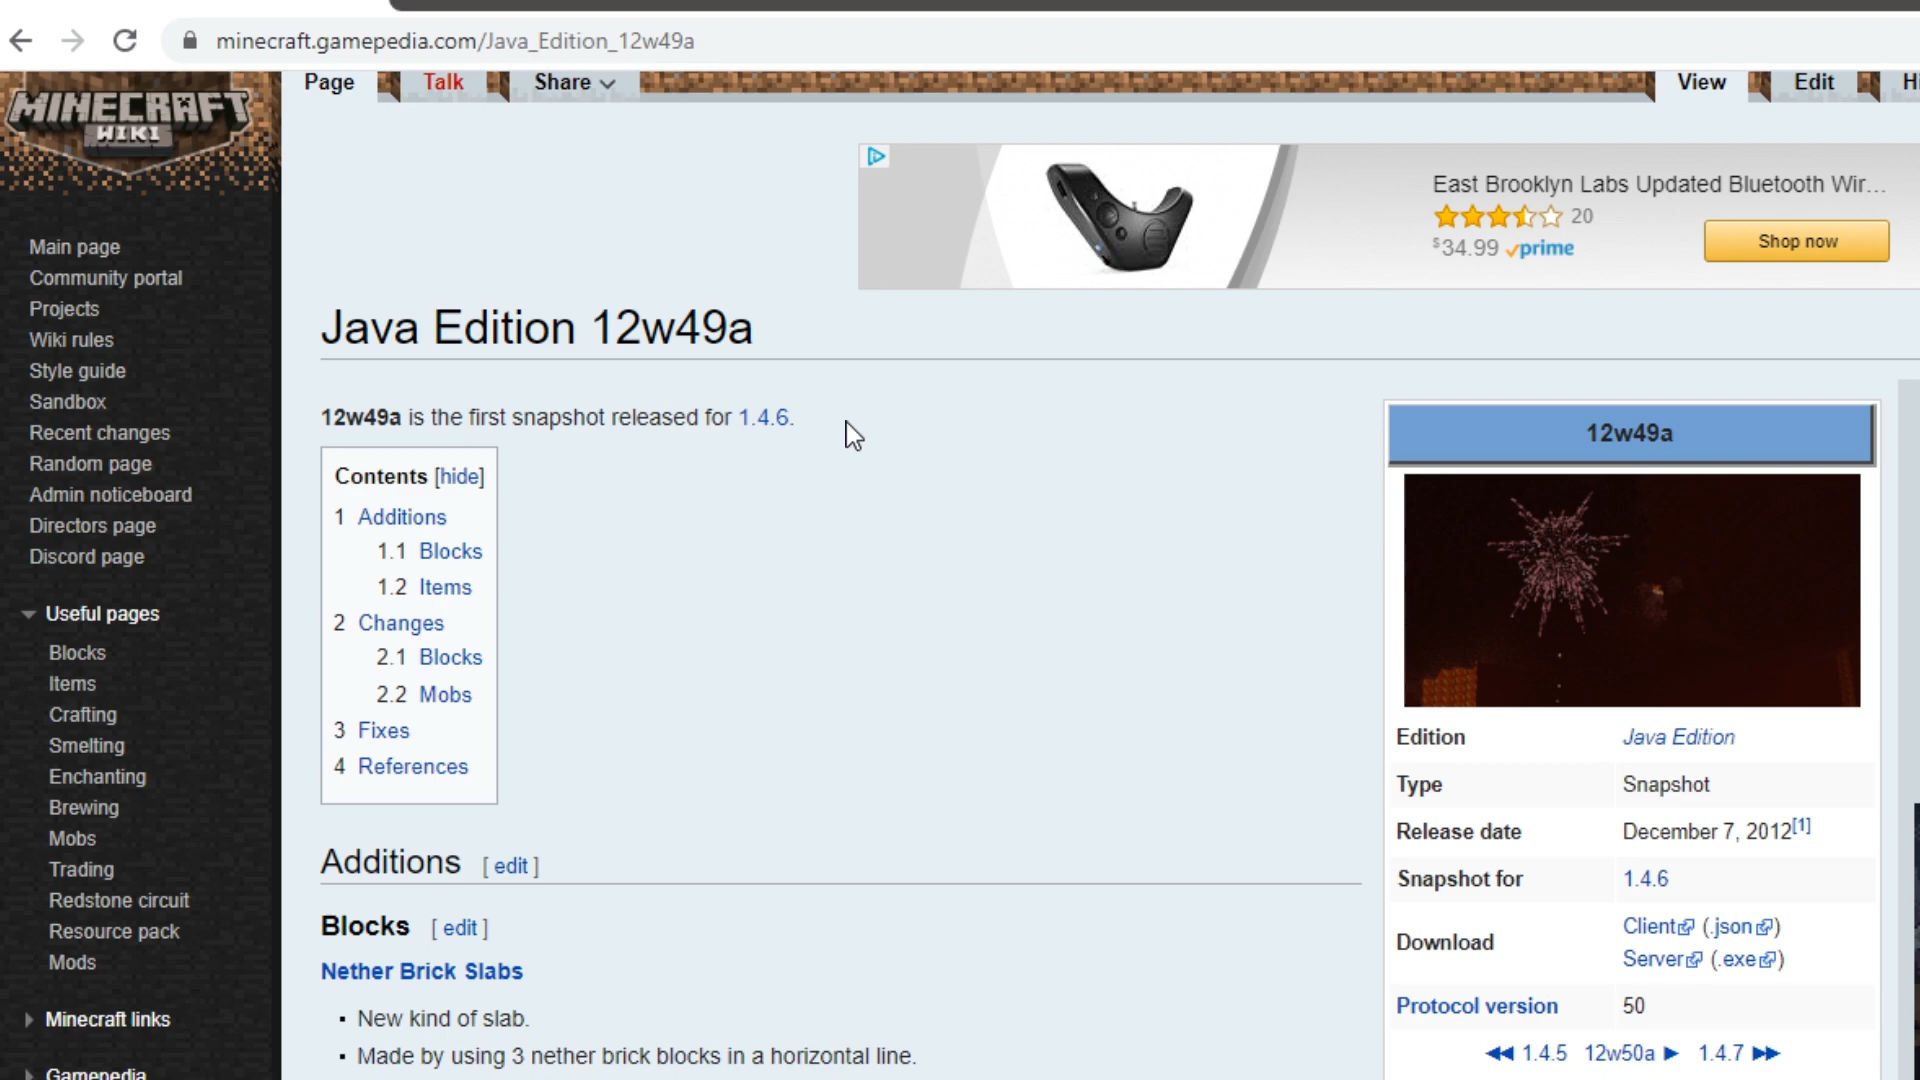 minecraft.gamepedia.com/Java_Edition_12w49a
MINECRAFT
WIKI
Page
Talk
Share
View
Edit
East Brooklyn Labs Updated Bluetooth Wir...
20
$34.99 prime
Shop now
Main page
Community portal
Projects
Wiki rules
Style guide
Sandbox
Recent changes
Random page
Admin noticeboard
Directors page
Discord page
Useful pages
Blocks
Items
Crafting
Smelting
Enchanting
Brewing
Mobs
Trading
Redstone circuit
Resource pack
Mods
Minecraft links
Gamepedia
Java Edition 12w49a
12w49a is the first snapshot released for 1.4.6.
Contents [hide]
1 Additions
1.1 Blocks
1.2 Items
2 Changes
2.1 Blocks
2.2 Mobs
3 Fixes
4 References
Additions [ edit ]
Blocks [ edit ]
Nether Brick Slabs
▪ New kind of slab.
▪ Made by using 3 nether brick blocks in a horizontal line.
12w49a
Edition Java Edition
Type Snapshot
Release date December 7, 2012[1]
Snapshot for 1.4.6
Download Client (.json)
Server (.exe)
Protocol version 50
◄◄ 1.4.5 12w50a ► 1.4.7 ►►